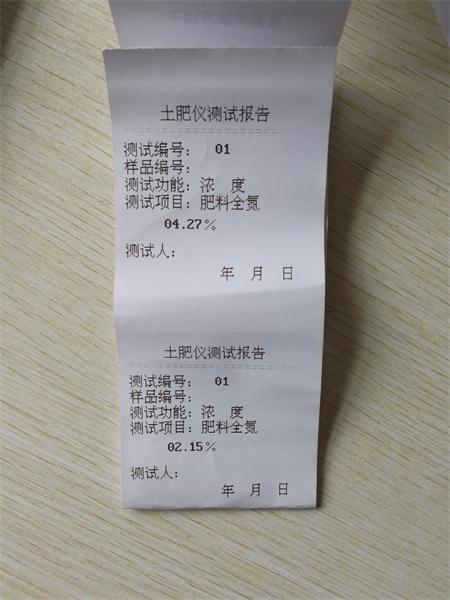 土肥仪测试报告
测试编号： 01
样品编号：
测试功能：浓 度
测试项目：肥料全氮
04.27%
测试人：
年 月 日
土肥仪测试报告
测试编号： 01
样品编号：
测试功能：浓 度
测试项目：肥料全氮
02.15%
测试人：
年 月 日